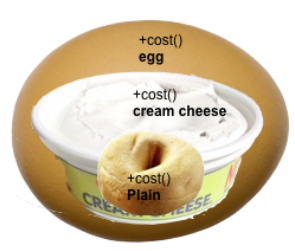 +cost()
egg
+cost()
cream cheese
+cost()
Plain
CREAM CHEESE